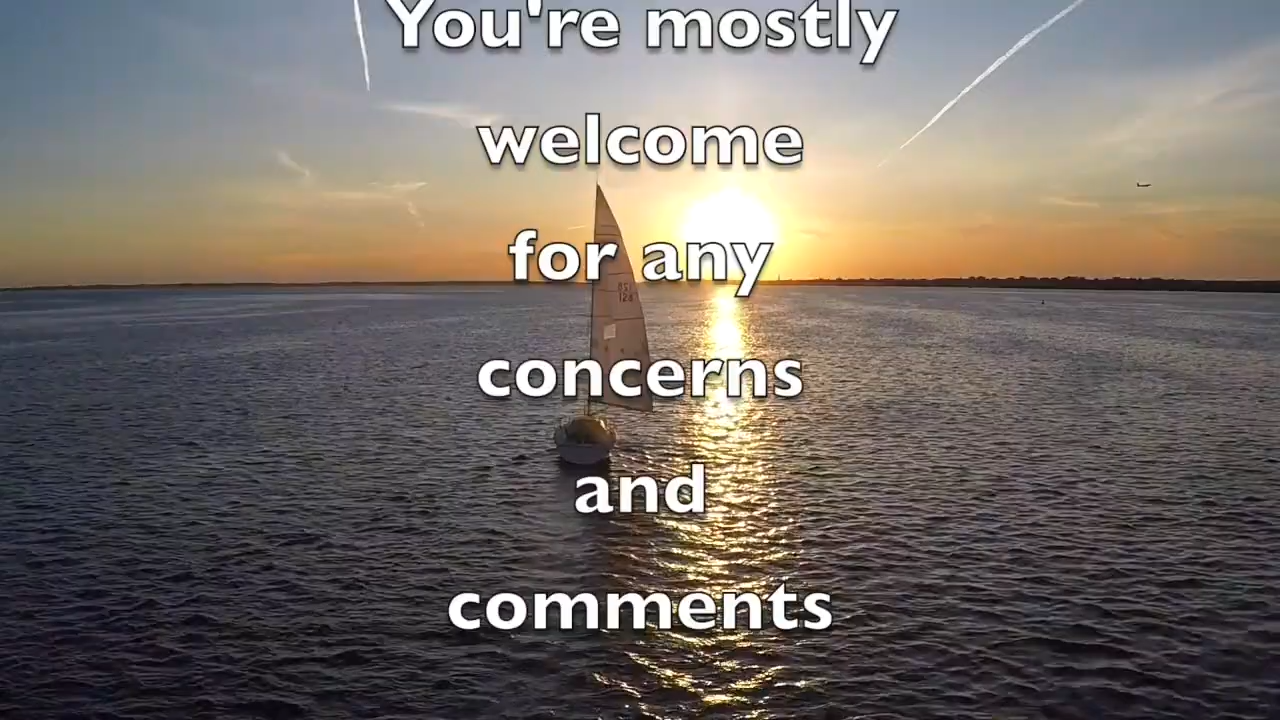 You're mostly
welcome
for any
concerns
and
comments